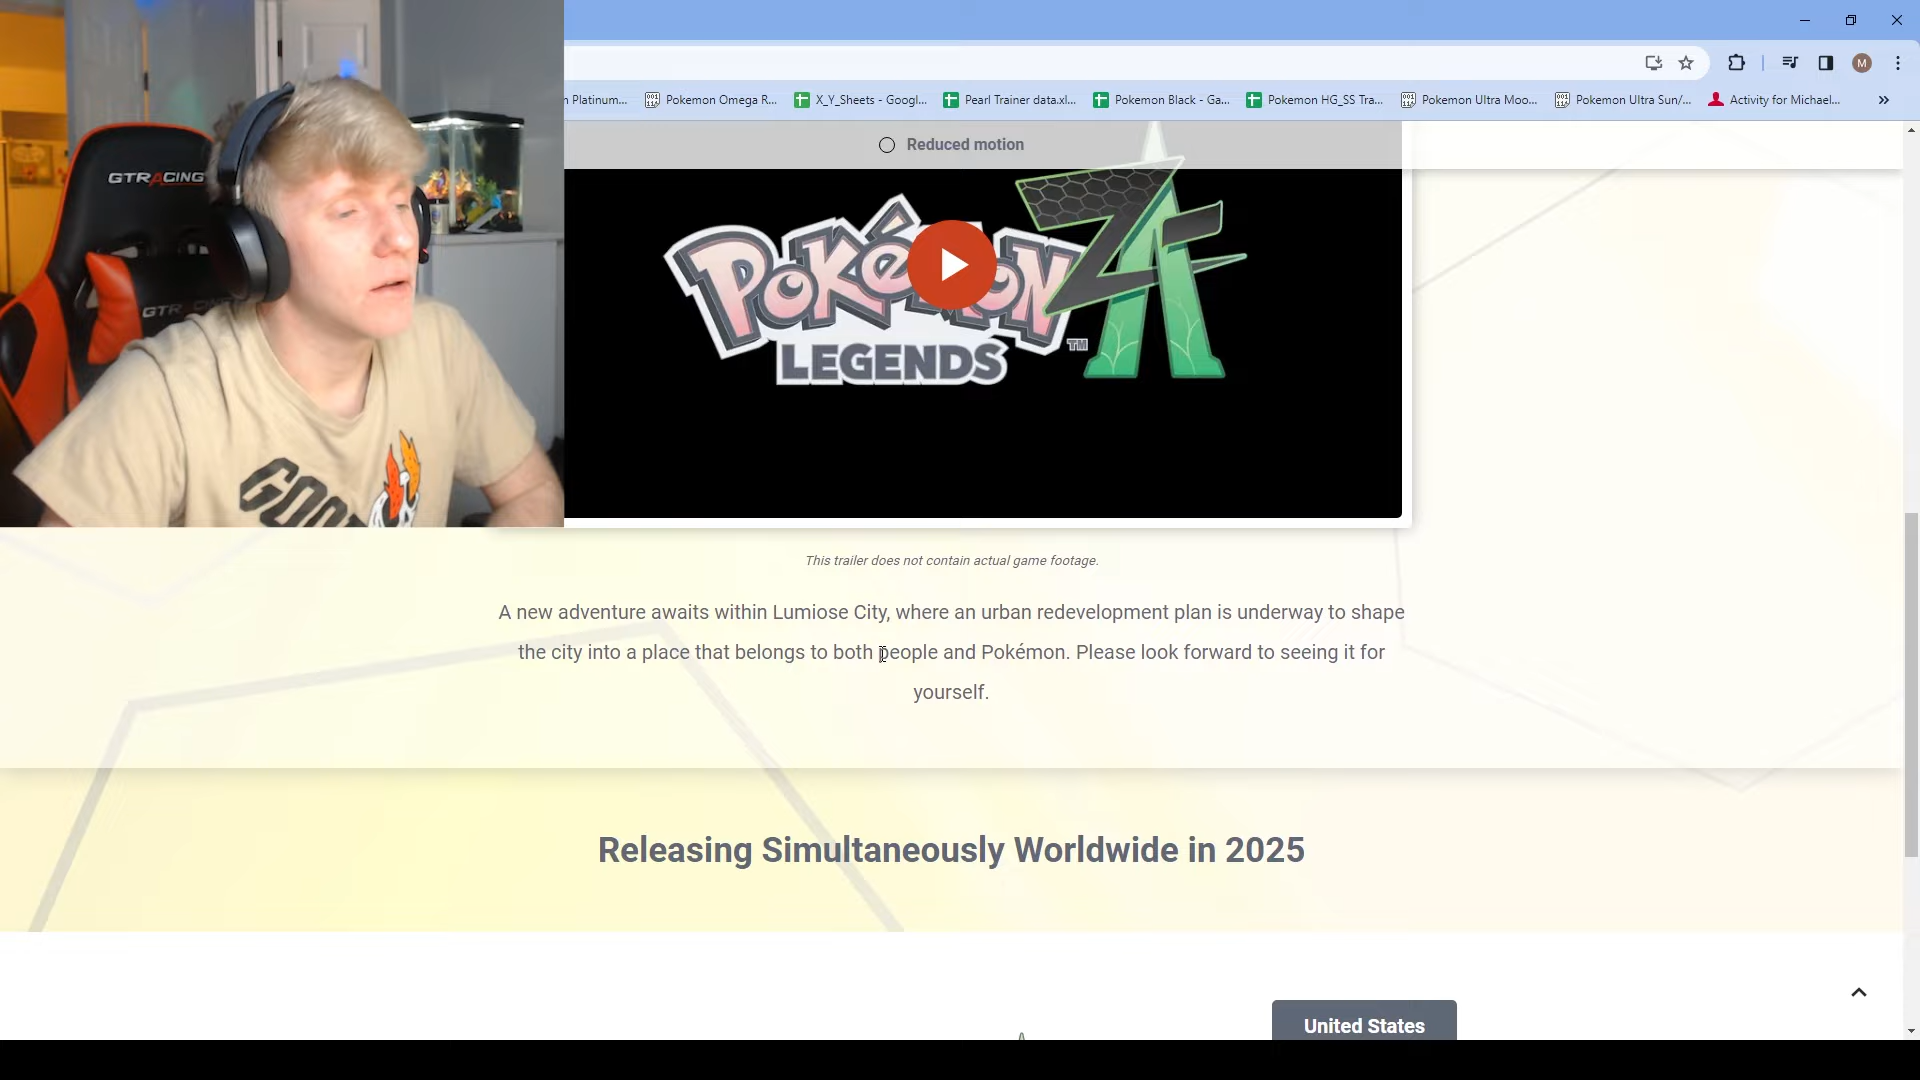 M
n Platinum...
Pokemon Omega R...
X_Y_Sheets - Googl...
Pearl Trainer data.xl...
Pokemon Black - Ga...
Pokemon HG_SS Tra...
Pokemon Ultra Moo...
Pokemon Ultra Sun/...
Activity for Michael...
»
Reduced motion
GTRACING
GTR
POKéMON
ZA
LEGENDS
TM
GOO
This trailer does not contain actual game footage.
A new adventure awaits within Lumiose City, where an urban redevelopment plan is underway to shape
the city into a place that belongs to both people and Pokémon. Please look forward to seeing it for
yourself.
Releasing Simultaneously Worldwide in 2025
United States